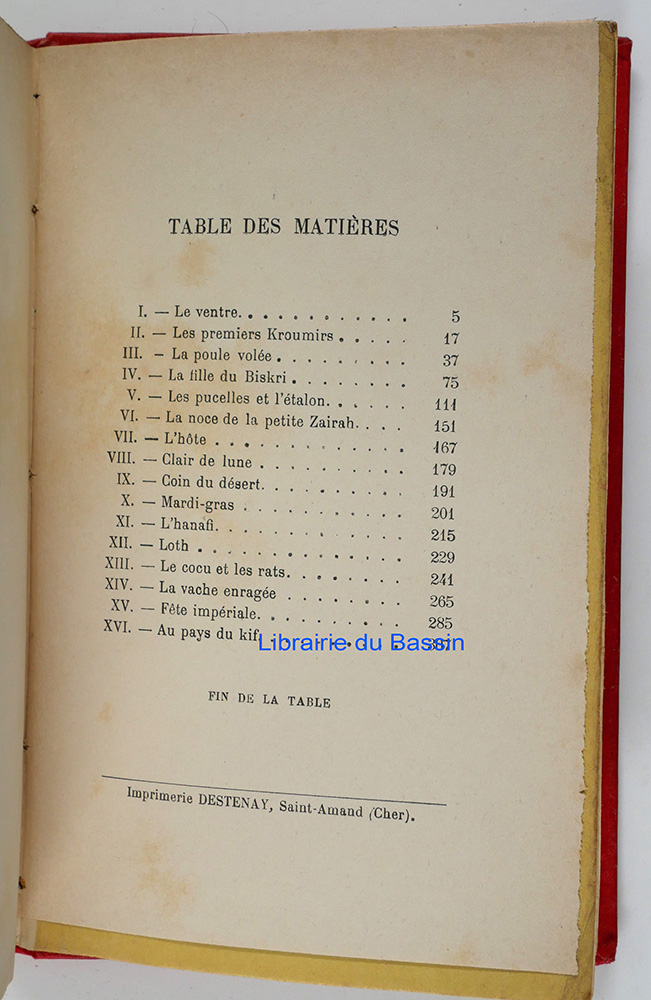 TABLE DES MATIÈRES
I. — Le ventre. . . . . . . . . . . . 5
II. — Les premiers Kroumirs . . . . . 17
III. — La poule volée . . . . . . . . . 37
IV. — La fille du Biskri . . . . . . . . 75
V. — Les pucelles et l'étalon. . . . . . 111
VI. — La noce de la petite Zairah. . . . 151
VII. — L'hôte . . . . . . . . . . . . . 167
VIII. — Clair de lune . . . . . . . . . . 179
IX. — Coin du désert. . . . . . . . . . 191
X. — Mardi-gras . . . . . . . . . . . 201
XI. — L'hanafi. . . . . . . . . . . . . 215
XII. — Loth . . . . . . . . . . . . . . 229
XIII. — Le cocu et les rats. . . . . . . . 241
XIV. — La vache enragée . . . . . . . . 265
XV. — Fête impériale. . . . . . . . . . 285
XVI. — Au pays du kif. . . . . . . .
Librairie du Bassin
FIN DE LA TABLE
Imprimerie DESTENAY, Saint-Amand (Cher).